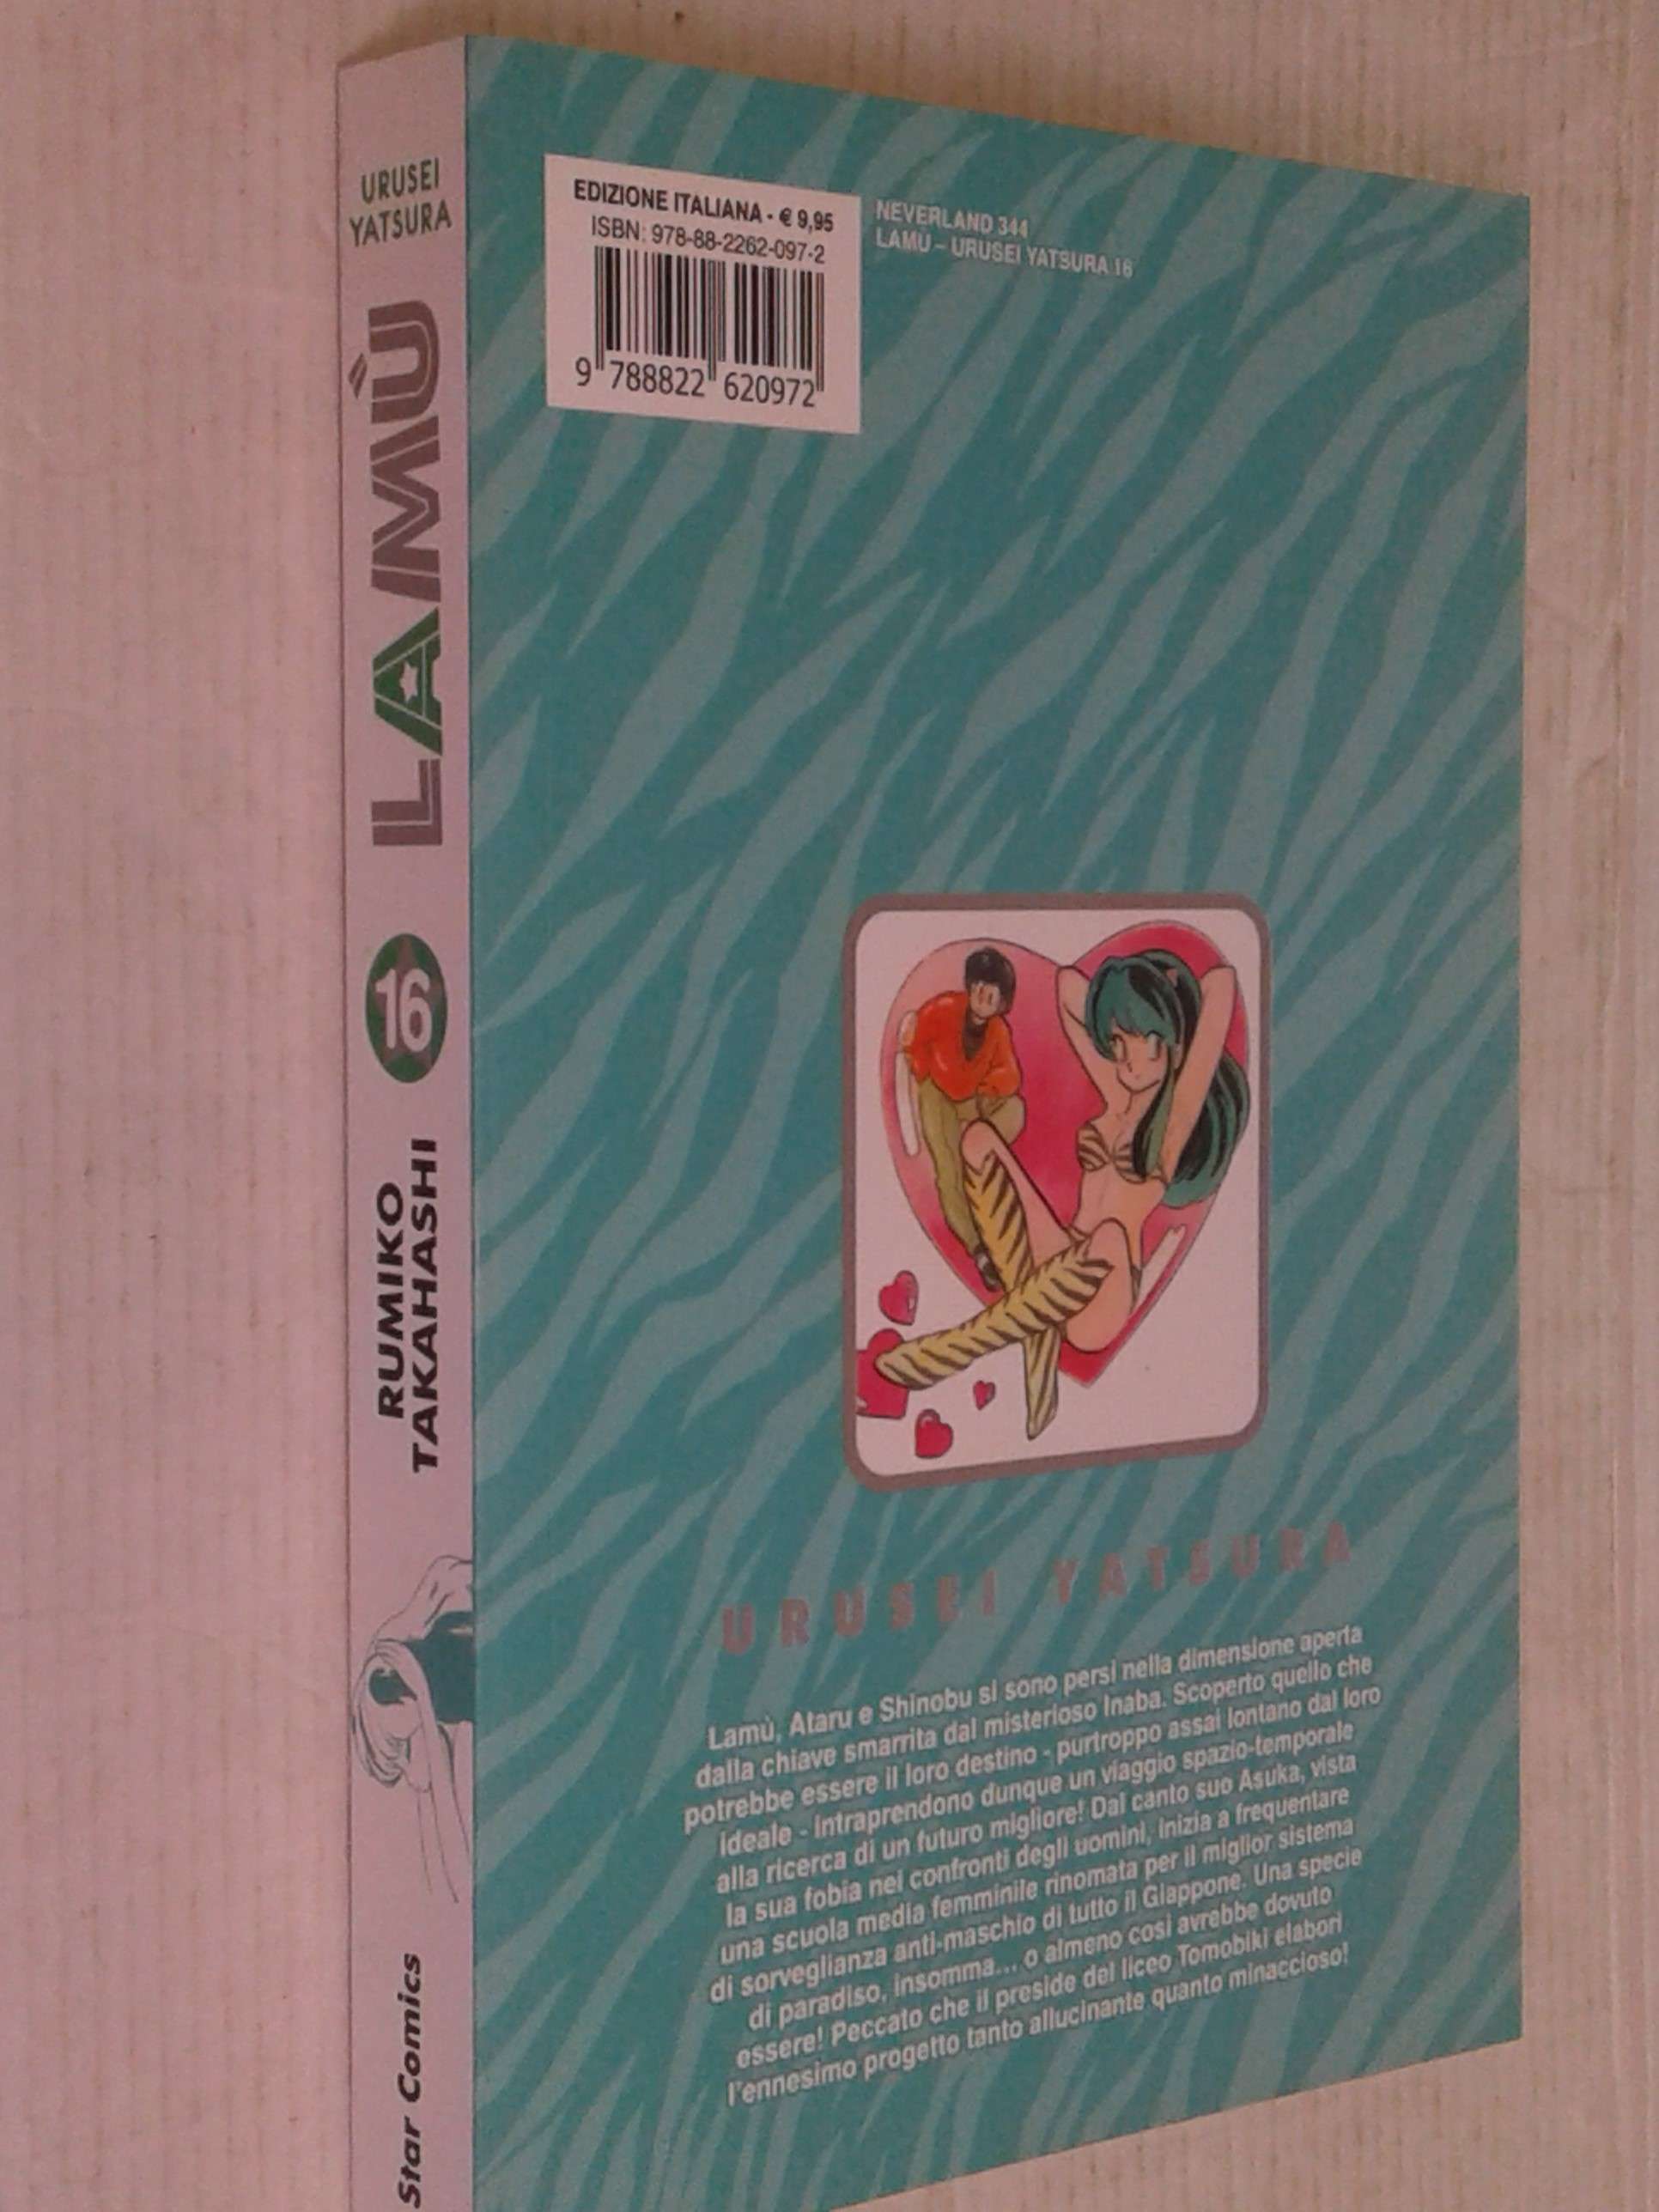 URUSEI
YATSURA
LAMÙ
16
RUMIKO
TAKAHASHI
Star Comics
EDIZIONE ITALIANA - € 9,95
ISBN: 978-88-2262-097-2
9 788822 620972
NEVERLAND 344
LAMÙ – URUSEI YATSURA 16
URUSEI YATSURA
Lamù, Ataru e Shinobu si sono persi nella dimensione aperta
dalla chiave smarrita dal misterioso Inaba. Scoperto quello che
potrebbe essere il loro destino - purtroppo assai lontano dal loro
ideale - intraprendono dunque un viaggio spazio-temporale
alla ricerca di un futuro migliore! Dal canto suo Asuka, vista
la sua fobia nei confronti degli uomini, inizia a frequentare
una scuola media femminile rinomata per il miglior sistema
di sorveglianza anti-maschio di tutto il Giappone. Una specie
di paradiso, insomma... o almeno così avrebbe dovuto
essere! Peccato che il preside del liceo Tomobiki elabori
l'ennesimo progetto tanto allucinante quanto minaccioso!